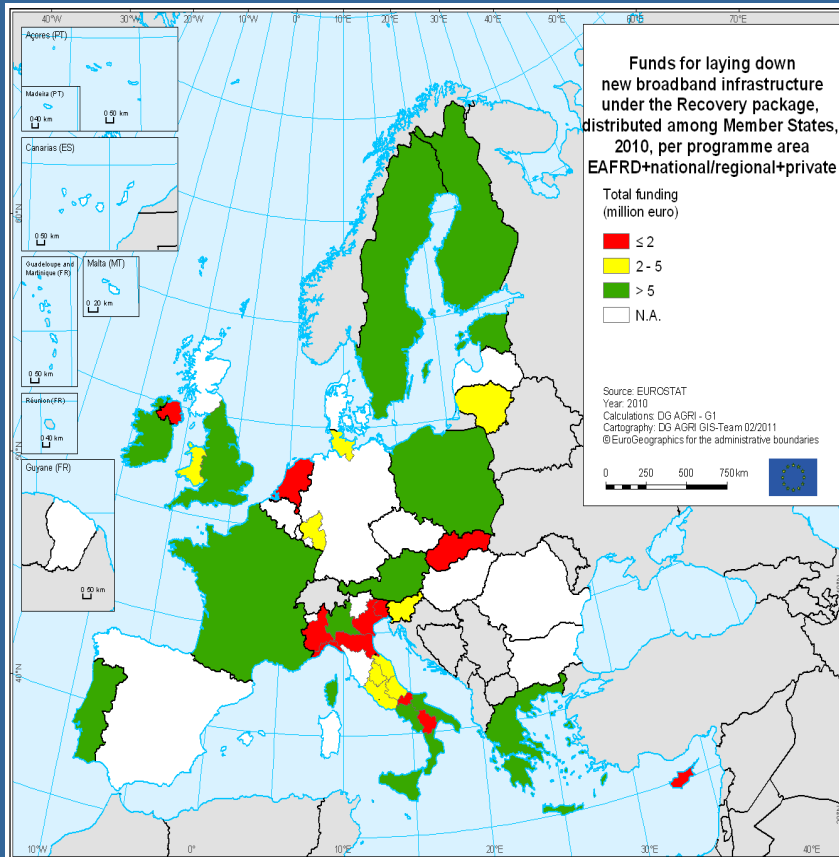 40°W
30°W
20°W
10°W
0°
10°E
20°E
30°E
40°E
50°E
60°E
70°E
Açores (PT)
Madeira (PT)
0 40 km
0 50 km
Canarias (ES)
0 50 km
Guadeloupe and
Martinique (FR)
0 50 km
Malta (MT)
0 20 km
Réunion (FR)
0 40 km
Guyane (FR)
0 50 km
60°N
50°N
40°N
Funds for laying down
new broadband infrastructure
under the Recovery package,
distributed among Member States,
2010, per programme area
EAFRD+national/regional+private
Total funding
(million euro)
≤ 2
2 - 5
> 5
N.A.
Source: EUROSTAT
Year: 2010
Calculations: DG AGRI - G1
Cartography: DG AGRI GIS-Team 02/2011
© EuroGeographics for the administrative boundaries
0 250 500 750 km
10°W
0°
10°E
20°E
30°E
40°E